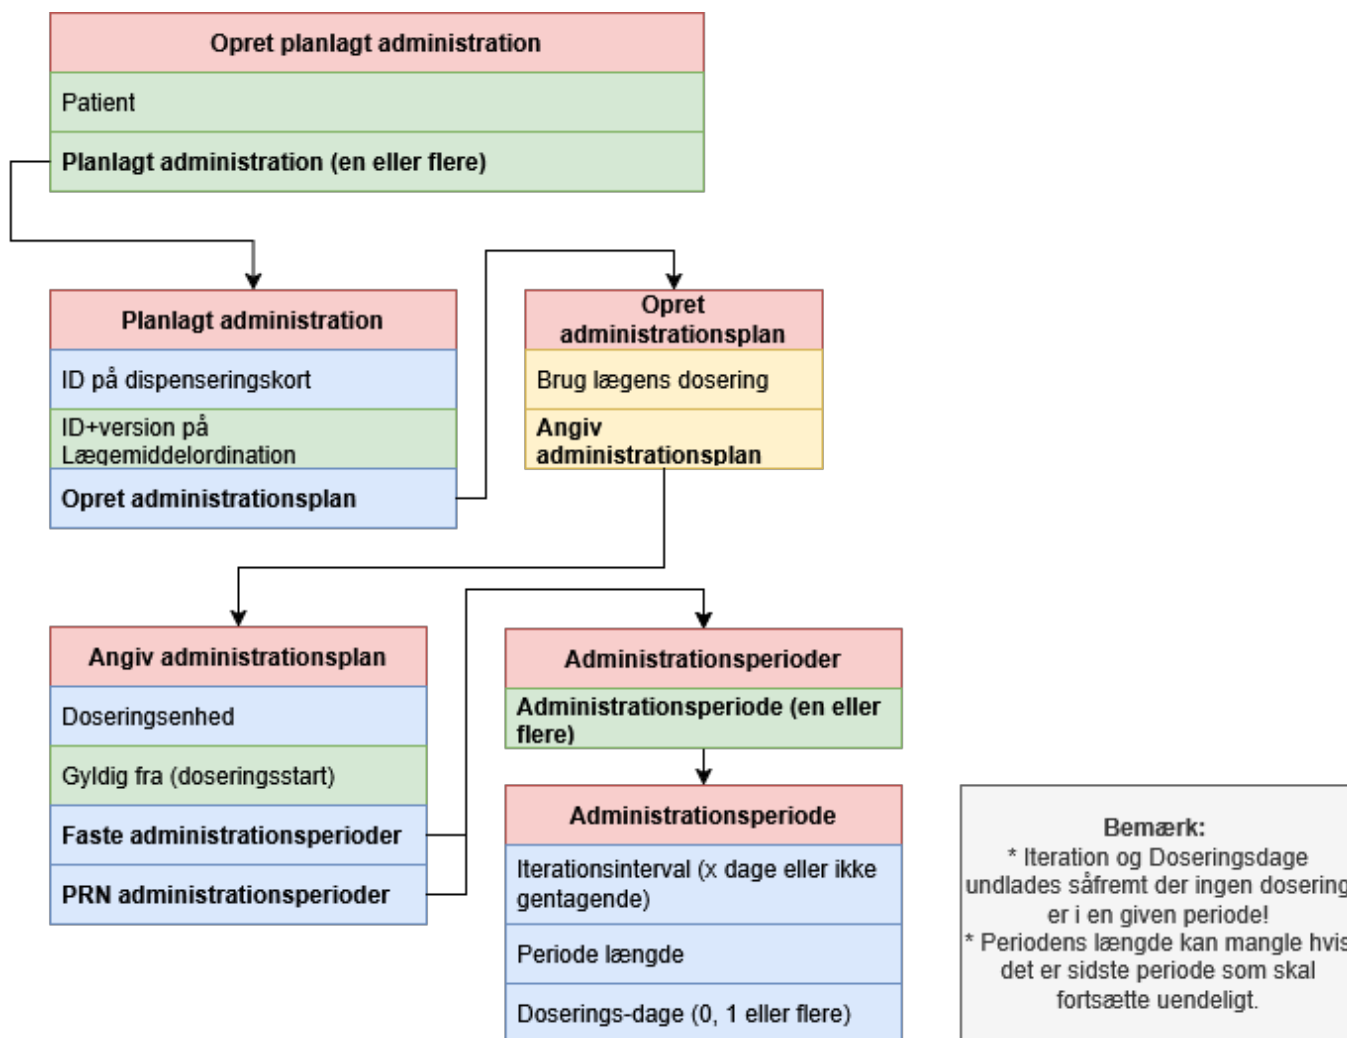 Opret planlagt administration
Patient
Planlagt administration (en eller flere)
Planlagt administration
ID på dispenseringskort
ID+version på
Lægemiddelordination
Opret administrationsplan
Opret
administrationsplan
Brug lægens dosering
Angiv
administrationsplan
Angiv administrationsplan
Doseringsenhed
Gyldig fra (doseringsstart)
Faste administrationsperioder
PRN administrationsperioder
Administrationsperioder
Administrationsperiode (en eller
flere)
Administrationsperiode
Iterationsinterval (x dage eller ikke
gentagende)
Periode længde
Doserings-dage (0, 1 eller flere)
Bemærk:
* Iteration og Doseringsdage
undlades såfremt der ingen dosering
er i en given periode!
* Periodens længde kan mangle hvis
det er sidste periode som skal
fortsætte uendeligt.